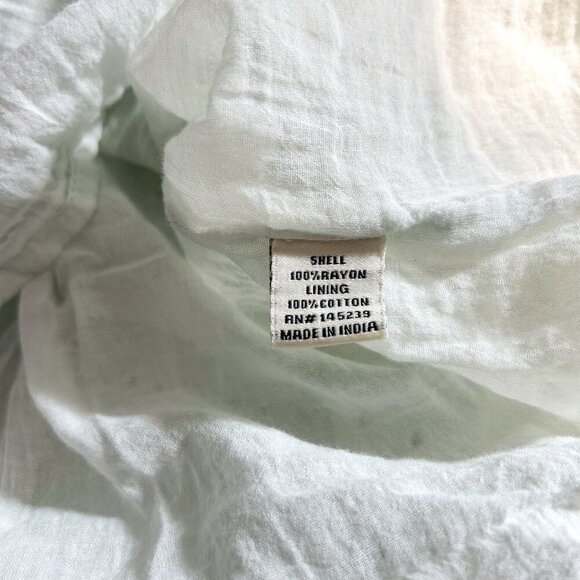 SHELL
100%RAYON
LINING
100%COTTON
RN# 145239
MADE IN INDIA